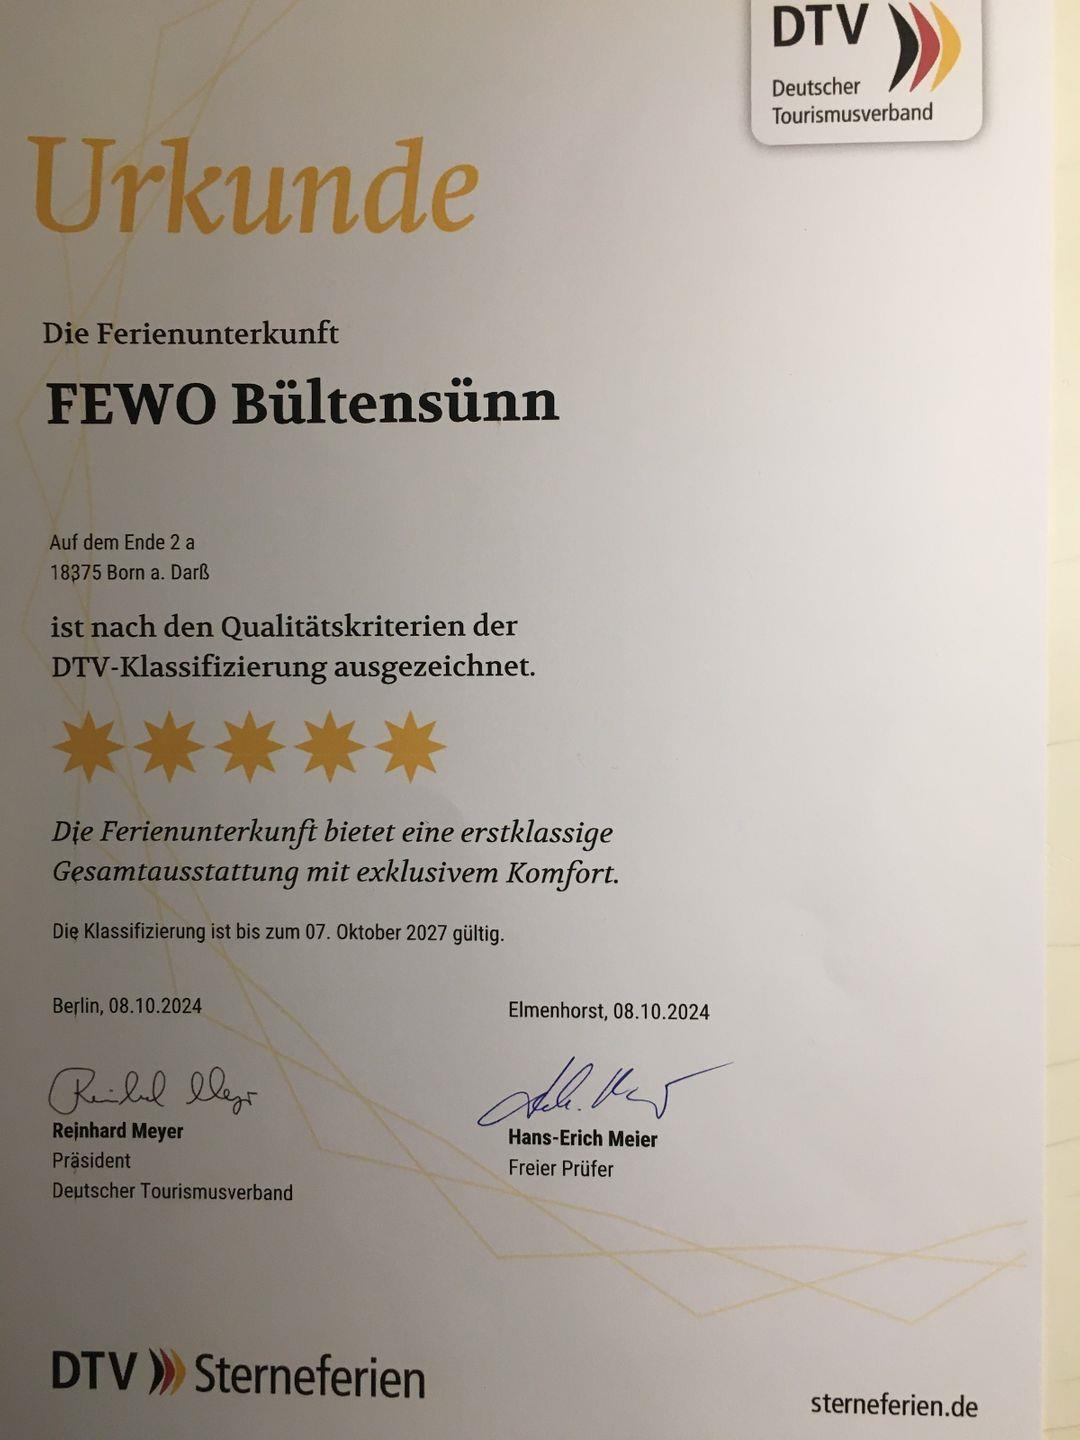 DTV
Deutscher
Tourismusverband
Urkunde
Die Ferienunterkunft
FEWO Bültensünn
Auf dem Ende 2 a
18375 Born a. Darß
ist nach den Qualitätskriterien der
DTV-Klassifizierung ausgezeichnet.
Die Ferienunterkunft bietet eine erstklassige
Gesamtausstattung mit exklusivem Komfort.
Die Klassifizierung ist bis zum 07. Oktober 2027 gültig.
Berlin, 08.10.2024
Reinhard Meyer
Reinhard Meyer
Präsident
Deutscher Tourismusverband
Elmenhorst, 08.10.2024
Hans-Erich Meier
Freier Prüfer
DTV Sterneferien
sterneferien.de